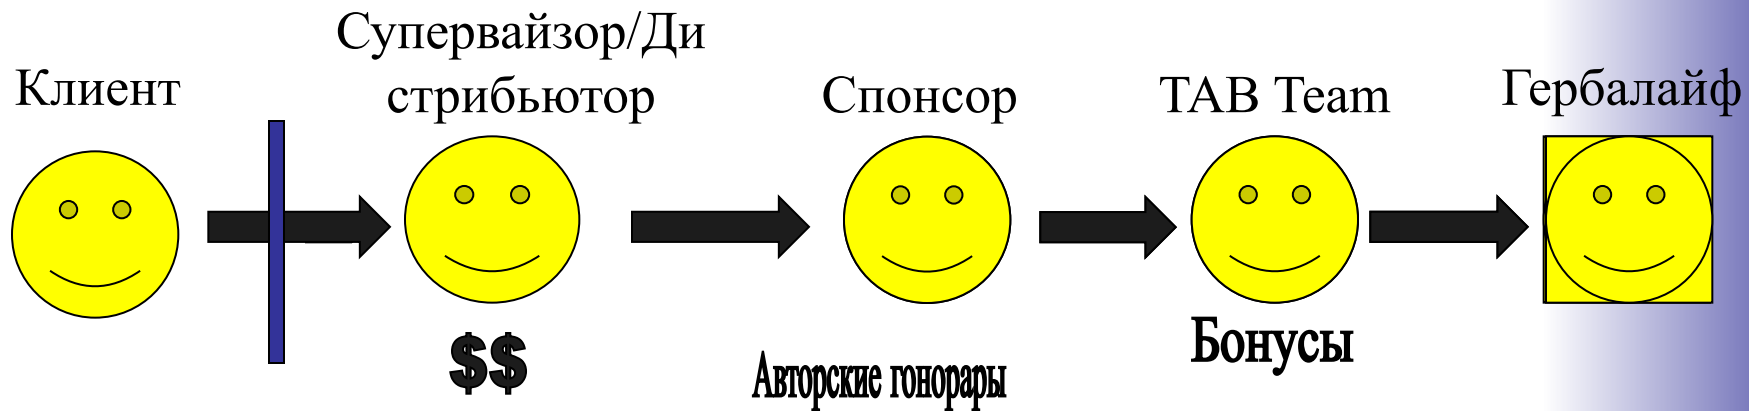 Клиент
Супервайзор/Ди
стрибьютор
Спонсор
TAB Team
Гербалайф
$$
Авторские гонорары
Бонусы